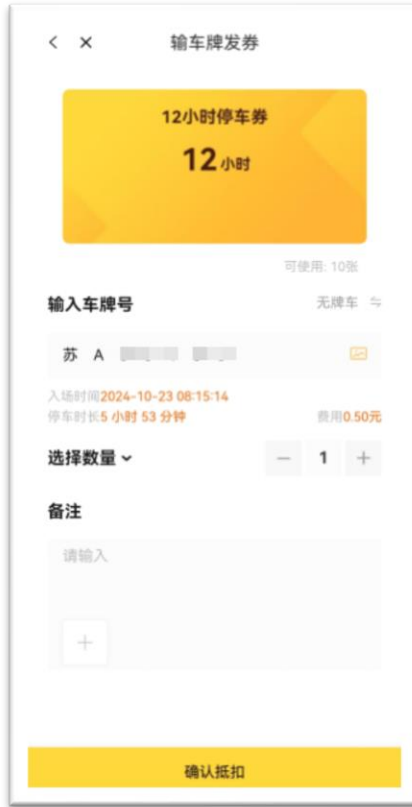 输车牌发券
12小时停车券
12小时
可使用: 10张
输入车牌号 无牌车
苏 A
入场时间2024-10-23 08:15:14
停车时长5 小时 53 分钟 费用0.50元
选择数量 1
备注
请输入
确认抵扣